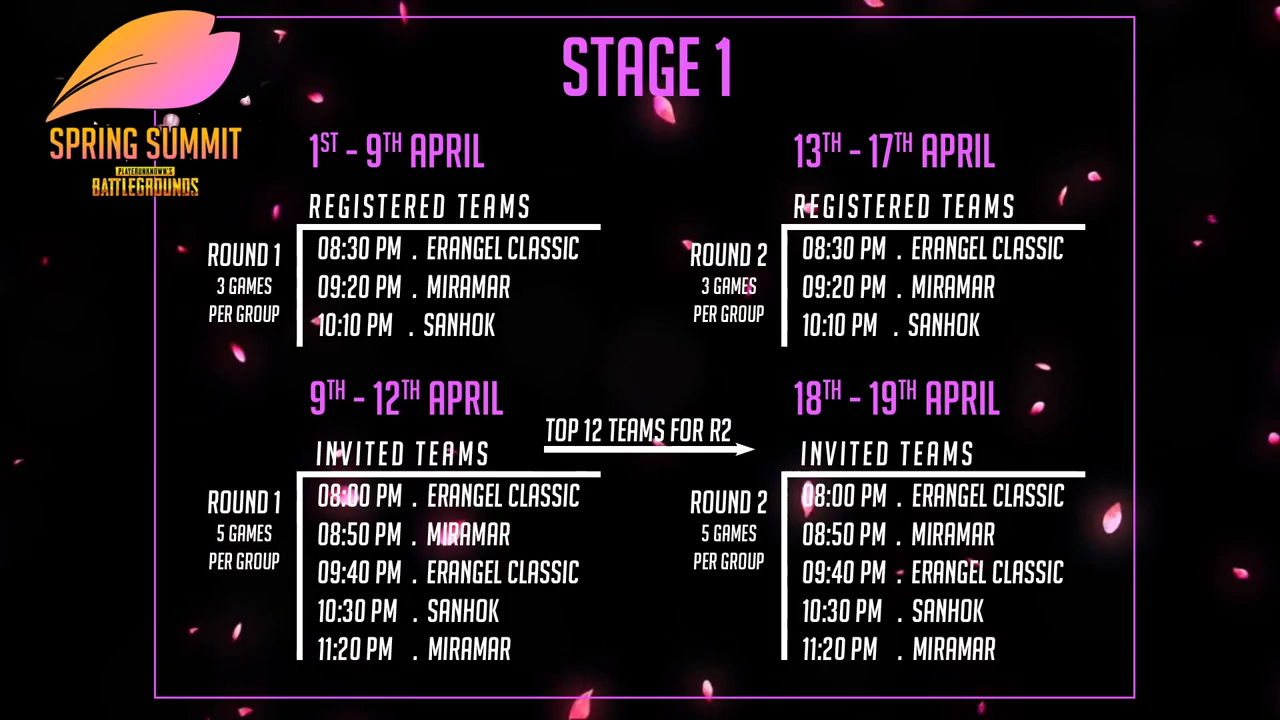 SPRING SUMMIT
PLAYERUNKNOWN'S
BATTLEGROUNDS
STAGE 1
1ST - 9TH APRIL
REGISTERED TEAMS
ROUND 1
3 GAMES
PER GROUP
08:30 PM . ERANGEL CLASSIC
09:20 PM . MIRAMAR
10:10 PM . SANHOK
13TH - 17TH APRIL
REGISTERED TEAMS
ROUND 2
3 GAMES
PER GROUP
08:30 PM . ERANGEL CLASSIC
09:20 PM . MIRAMAR
10:10 PM . SANHOK
9TH - 12TH APRIL
INVITED TEAMS
ROUND 1
5 GAMES
PER GROUP
08:00 PM . ERANGEL CLASSIC
08:50 PM . MIRAMAR
09:40 PM . ERANGEL CLASSIC
10:30 PM . SANHOK
11:20 PM . MIRAMAR
TOP 12 TEAMS FOR R2
18TH - 19TH APRIL
INVITED TEAMS
ROUND 2
5 GAMES
PER GROUP
08:00 PM . ERANGEL CLASSIC
08:50 PM . MIRAMAR
09:40 PM . ERANGEL CLASSIC
10:30 PM . SANHOK
11:20 PM . MIRAMAR